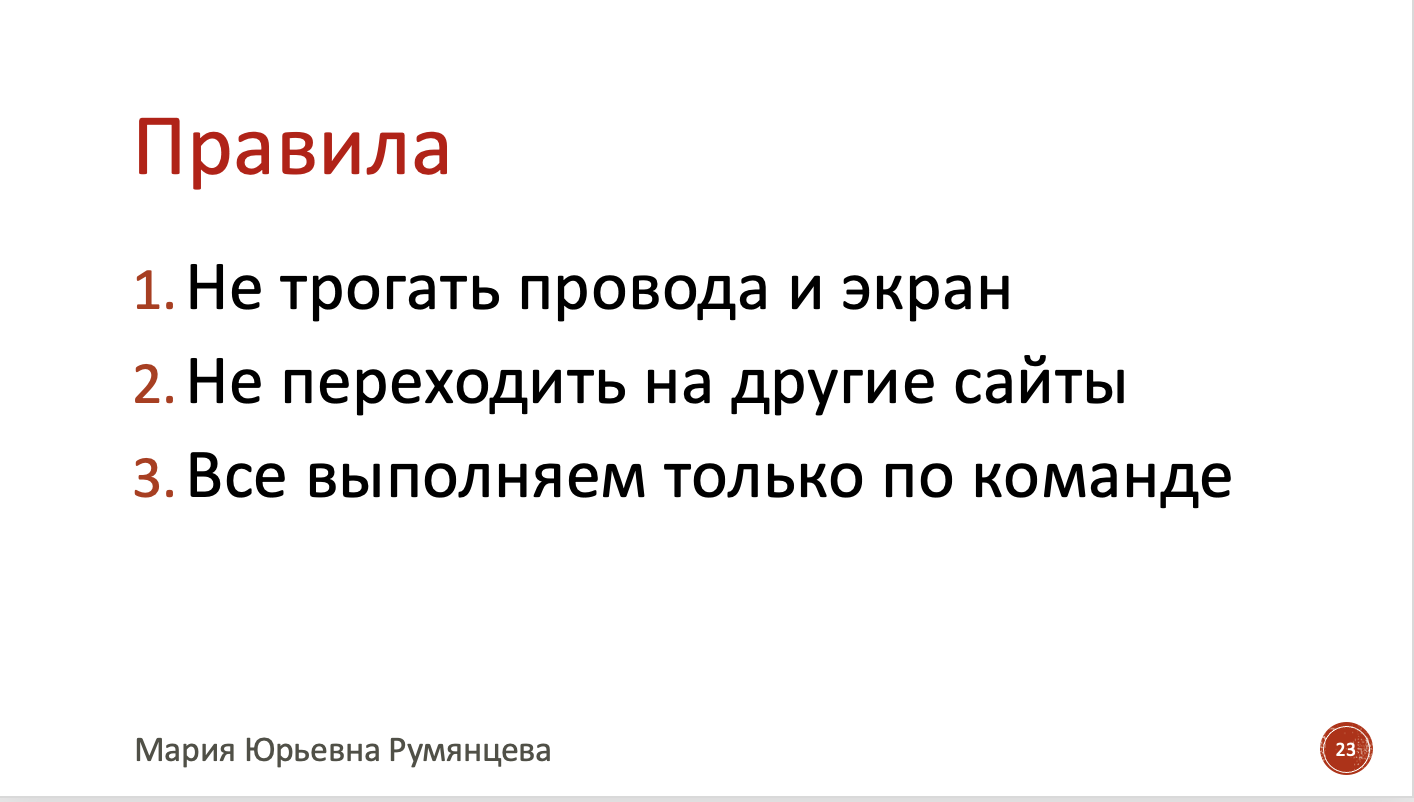 Правила
1. Не трогать провода и экран
2. Не переходить на другие сайты
3. Все выполняем только по команде
Мария Юрьевна Румянцева
23